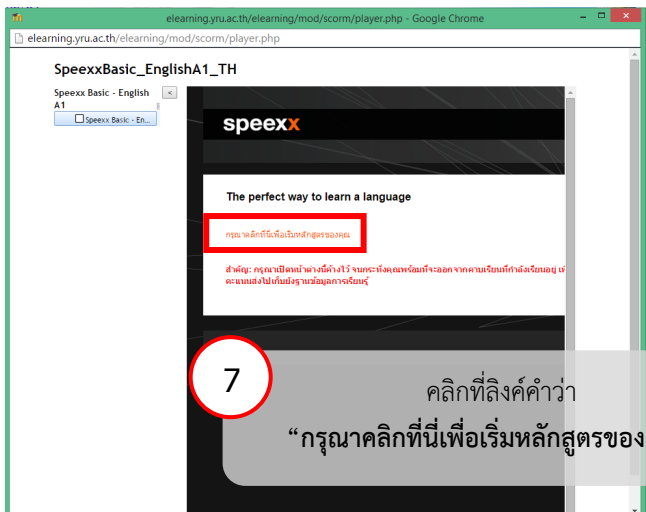 elearning.yru.ac.th/elearning/mod/scorm/player.php - Google Chrome
elearning.yru.ac.th/elearning/mod/scorm/player.php
SpeexxBasic_EnglishA1_TH
Speexx Basic - English A1
<
Speexx Basic - En...
speexx
The perfect way to learn a language
กรุณาคลิกที่นี่เพื่อเริ่มหลักสูตรของคุณ
สำคัญ: กรุณาเปิดหน้าต่างนี้ค้างไว้ จนกระทั่งคุณพร้อมที่จะออกจากคาบเรียนที่กำลังเรียนอยู่
คะแนนส่งไปเก็บยังฐานข้อมูลการเรียนรู้
7
คลิกที่ลิงค์คำว่า
“กรุณาคลิกที่นี่เพื่อเริ่มหลักสูตรของ